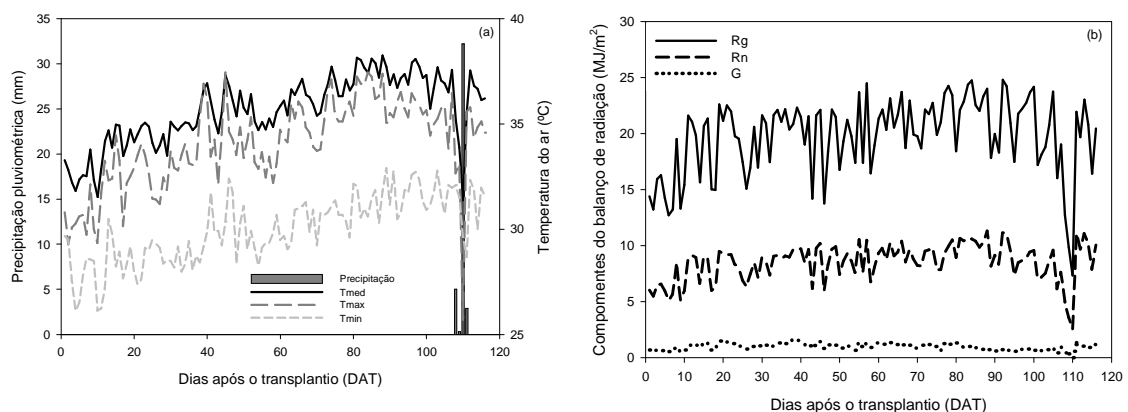 (a)
Precipitação pluviométrica (mm)
35
30
25
20
15
10
5
0
40
35
30
25
Temperatura do ar (ºC)
Precipitação
Tmed
Tmax
Tmin
0 20 40 60 80 100 120
Dias após o transplantio (DAT)
(b)
Rg
Rn
G
Compomentes do balanço de radiação (MJ/m²)
30
25
20
15
10
5
0
0 10 20 30 40 50 60 70 80 90 100 110 120
Dias após o transplantio (DAT)